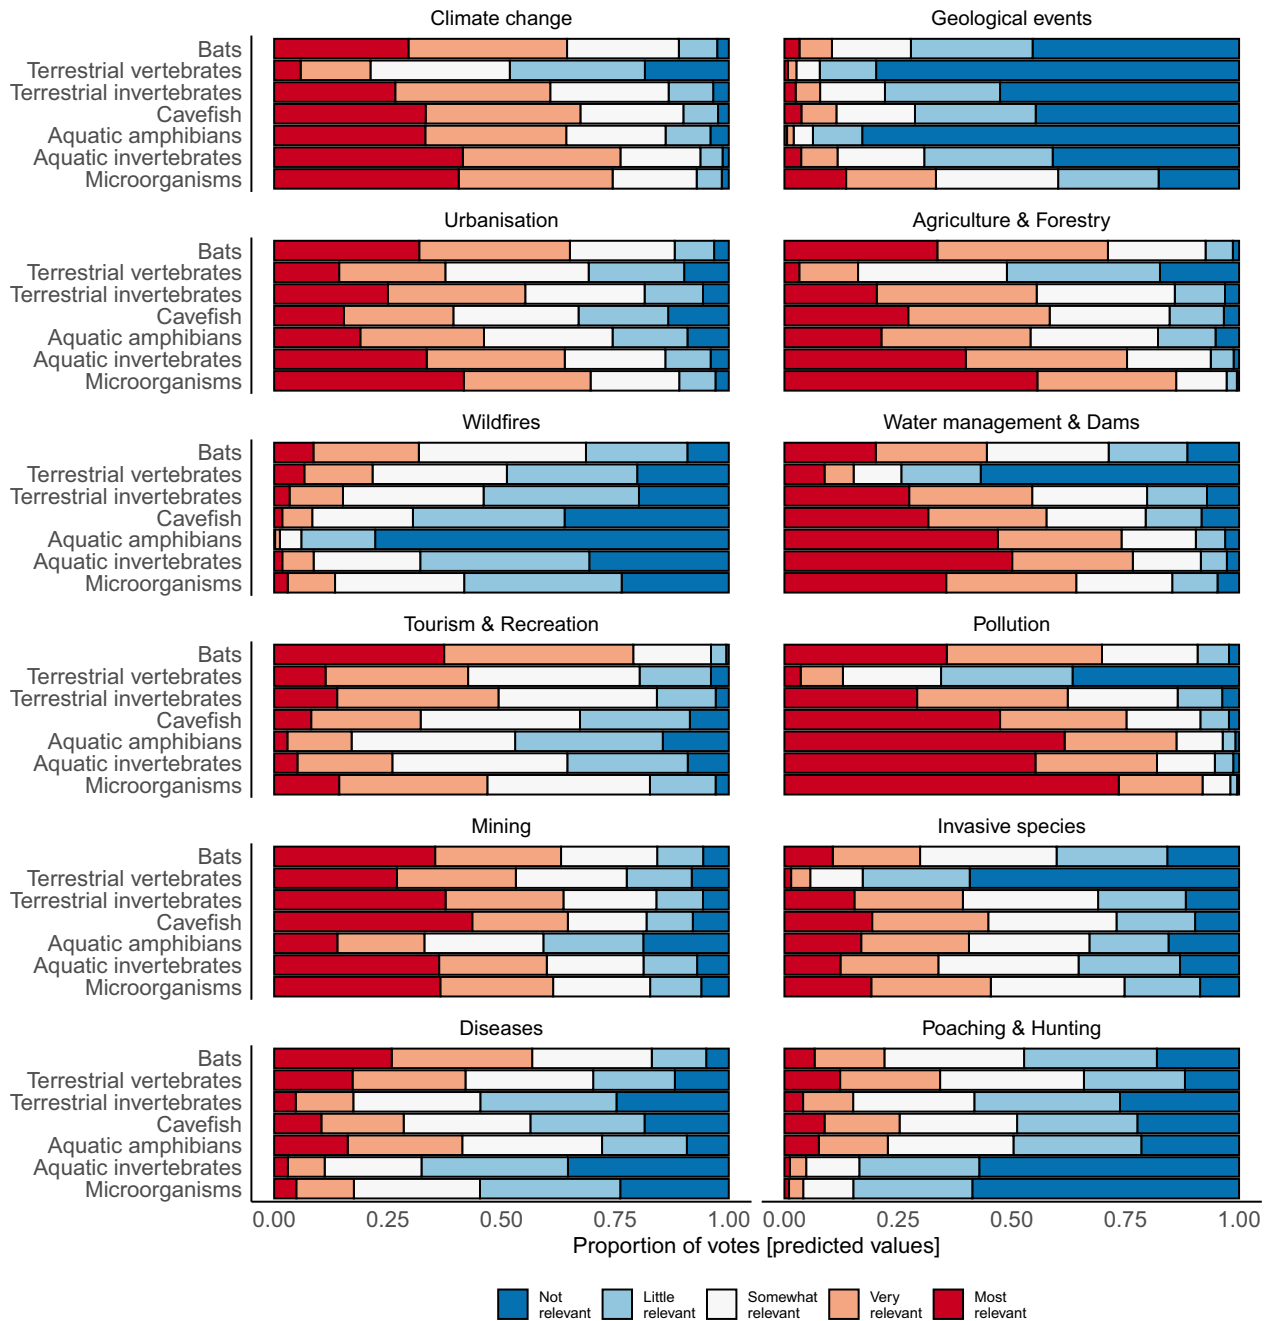 Climate change
Geological events
Bats
Terrestrial vertebrates
Terrestrial invertebrates
Cavefish
Aquatic amphibians
Aquatic invertebrates
Microorganisms
Urbanisation
Agriculture & Forestry
Bats
Terrestrial vertebrates
Terrestrial invertebrates
Cavefish
Aquatic amphibians
Aquatic invertebrates
Microorganisms
Wildfires
Water management & Dams
Bats
Terrestrial vertebrates
Terrestrial invertebrates
Cavefish
Aquatic amphibians
Aquatic invertebrates
Microorganisms
Tourism & Recreation
Pollution
Bats
Terrestrial vertebrates
Terrestrial invertebrates
Cavefish
Aquatic amphibians
Aquatic invertebrates
Microorganisms
Mining
Invasive species
Bats
Terrestrial vertebrates
Terrestrial invertebrates
Cavefish
Aquatic amphibians
Aquatic invertebrates
Microorganisms
Diseases
Poaching & Hunting
Bats
Terrestrial vertebrates
Terrestrial invertebrates
Cavefish
Aquatic amphibians
Aquatic invertebrates
Microorganisms
0.00 0.25 0.50 0.75 1.00
0.00 0.25 0.50 0.75 1.00
Proportion of votes [predicted values]
Not
relevant
Little
relevant
Somewhat
relevant
Very
relevant
Most
relevant